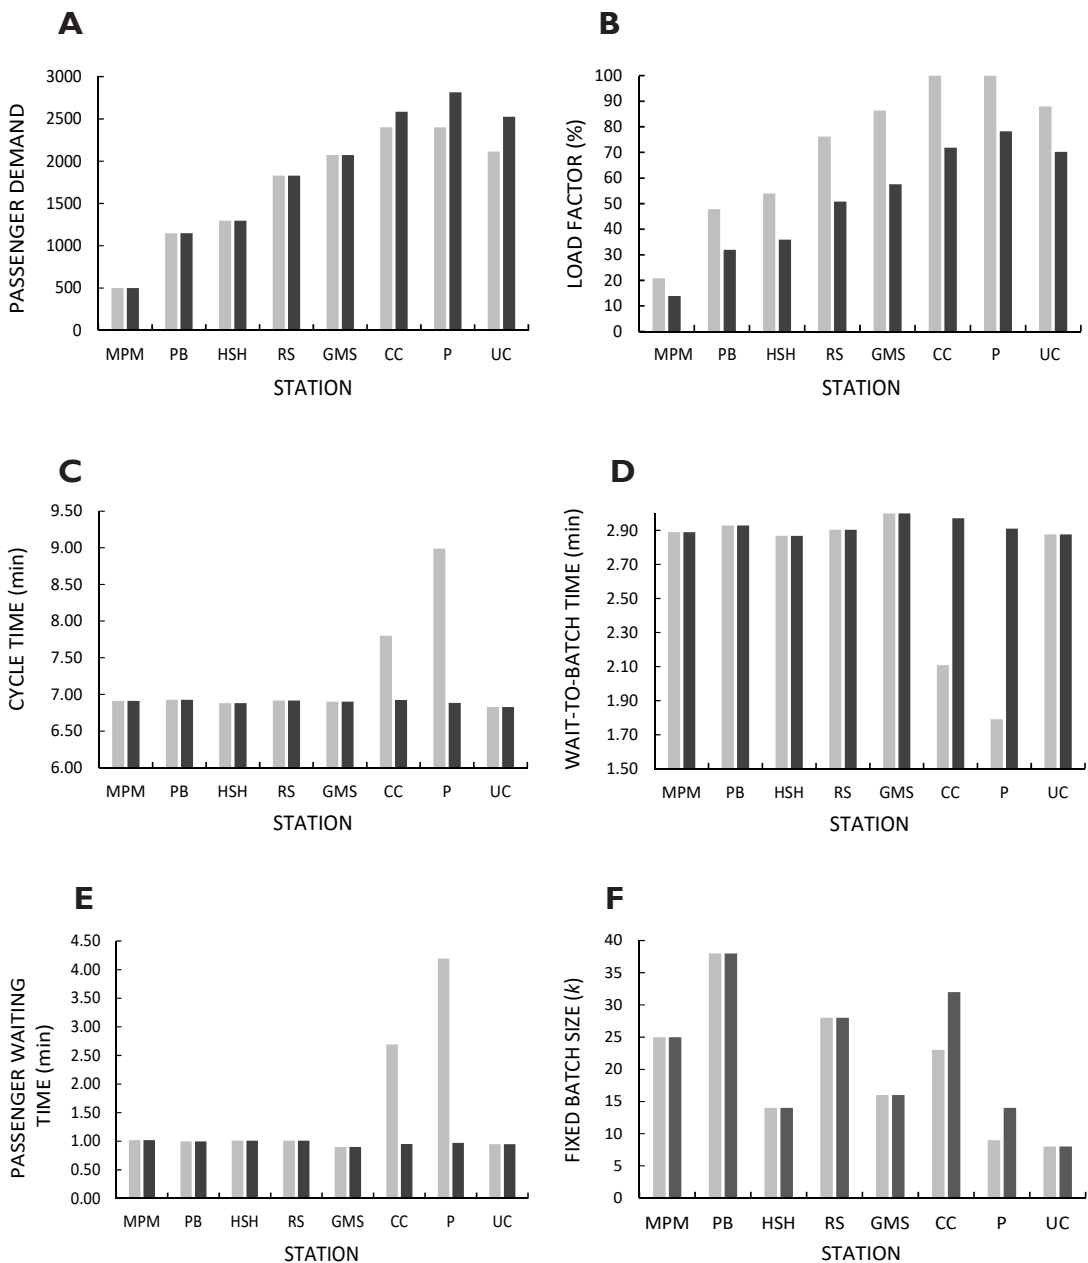 A
PASSENGER DEMAND
3000
2500
2000
1500
1000
500
0
MPM PB HSH RS GMS CC P UC
STATION
B
LOAD FACTOR (%)
100
90
80
70
60
50
40
30
20
10
0
MPM PB HSH RS GMS CC P UC
STATION
C
CYCLE TIME (min)
9.50
9.00
8.50
8.00
7.50
7.00
6.50
6.00
MPM PB HSH RS GMS CC P UC
STATION
D
WAIT-TO-BATCH TIME (min)
2.90
2.70
2.50
2.30
2.10
1.90
1.70
1.50
MPM PB HSH RS GMS CC P UC
STATION
E
PASSENGER WAITING
TIME (min)
4.50
4.00
3.50
3.00
2.50
2.00
1.50
1.00
0.50
0.00
MPM PB HSH RS GMS CC P UC
STATION
F
FIXED BATCH SIZE (k)
40
35
30
25
20
15
10
5
0
MPM PB HSH RS GMS CC P UC
STATION